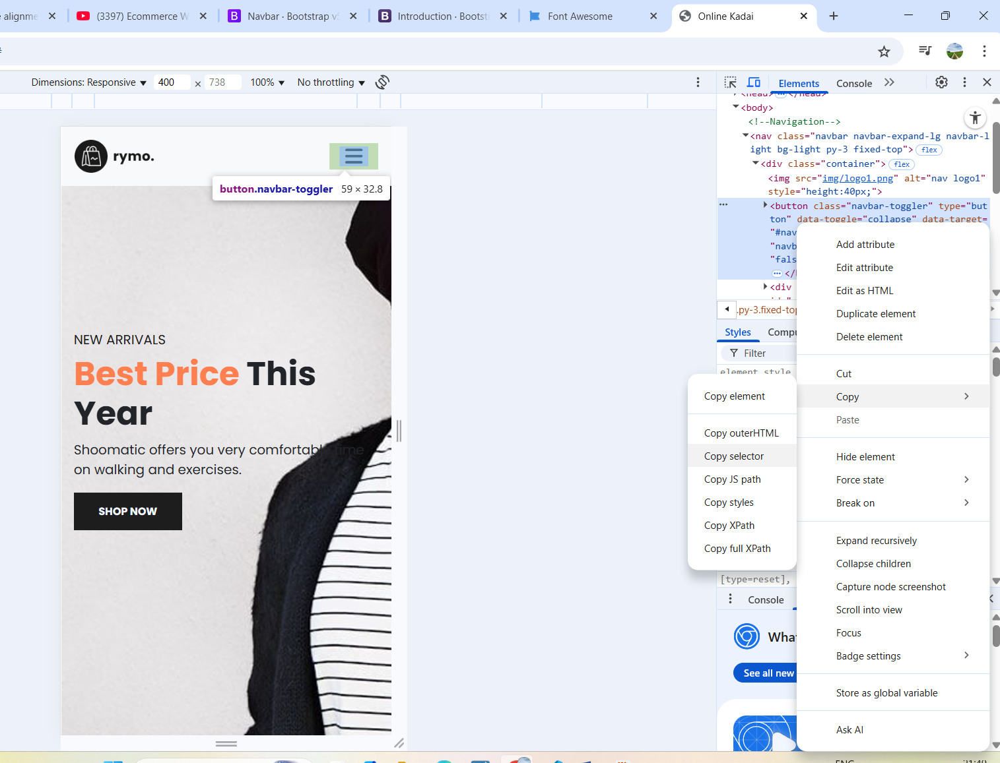 e alignme
(3397) Ecommerce W
Navbar · Bootstrap v5
Introduction · Bootst
Font Awesome
Online Kadai
Dimensions: Responsive
400 × 738
100%
No throttling
Elements
Console
<head> … </head>
<body>
<!--Navigation-->
<nav class="navbar navbar-expand-lg navbar-l
ight bg-light py-3 fixed-top"> flex
<div class="container"> flex
<img src="img/logo1.png" alt="nav logo1"
style="height:40px;">
<button class="navbar-toggler" type="but
ton" data-toggle="collapse" data-target=
"#nav
"navb
"fals
<div
.py-3.fixed-top
Styles
Compu
Filter
element.style
[type=reset],
Console
What
See all new
rymo.
button.navbar-toggler 59 × 32.8
NEW ARRIVALS
Best Price This
Year
Shoomatic offers you very comfortable time
on walking and exercises.
SHOP NOW
Add attribute
Edit attribute
Edit as HTML
Duplicate element
Delete element
Cut
Copy
Paste
Hide element
Force state
Break on
Expand recursively
Collapse children
Capture node screenshot
Scroll into view
Focus
Badge settings
Store as global variable
Ask AI
Copy element
Copy outerHTML
Copy selector
Copy JS path
Copy styles
Copy XPath
Copy full XPath